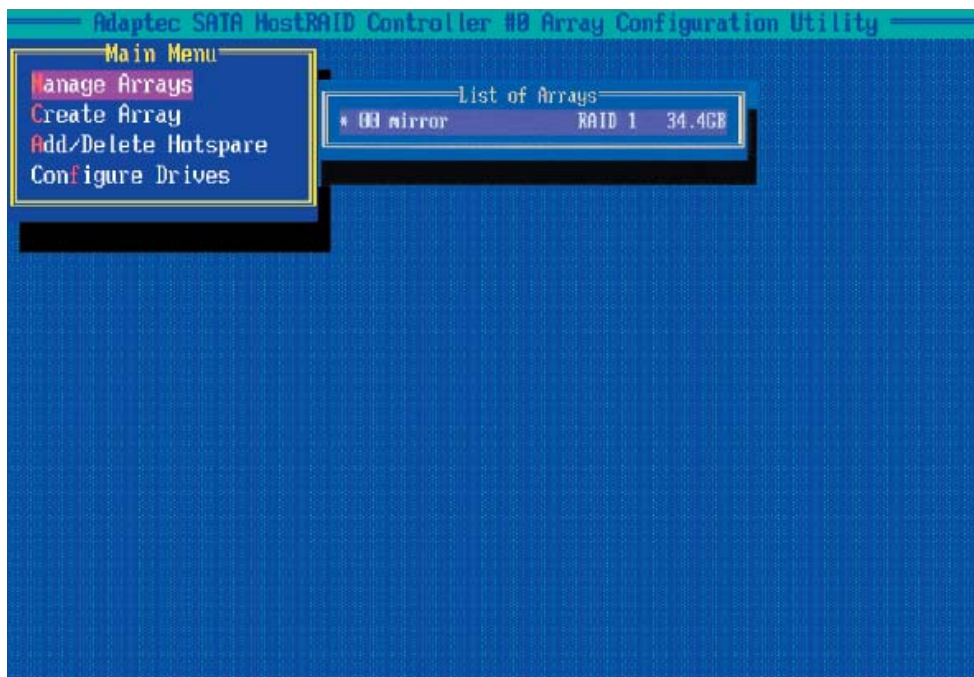 Adaptec SATA HostRAID Controller #0 Array Configuration Utility
Main Menu
Manage Arrays
Create Array
Add/Delete Hotspare
Configure Drives
List of Arrays
* 00 mirror RAID 1 34.4GB